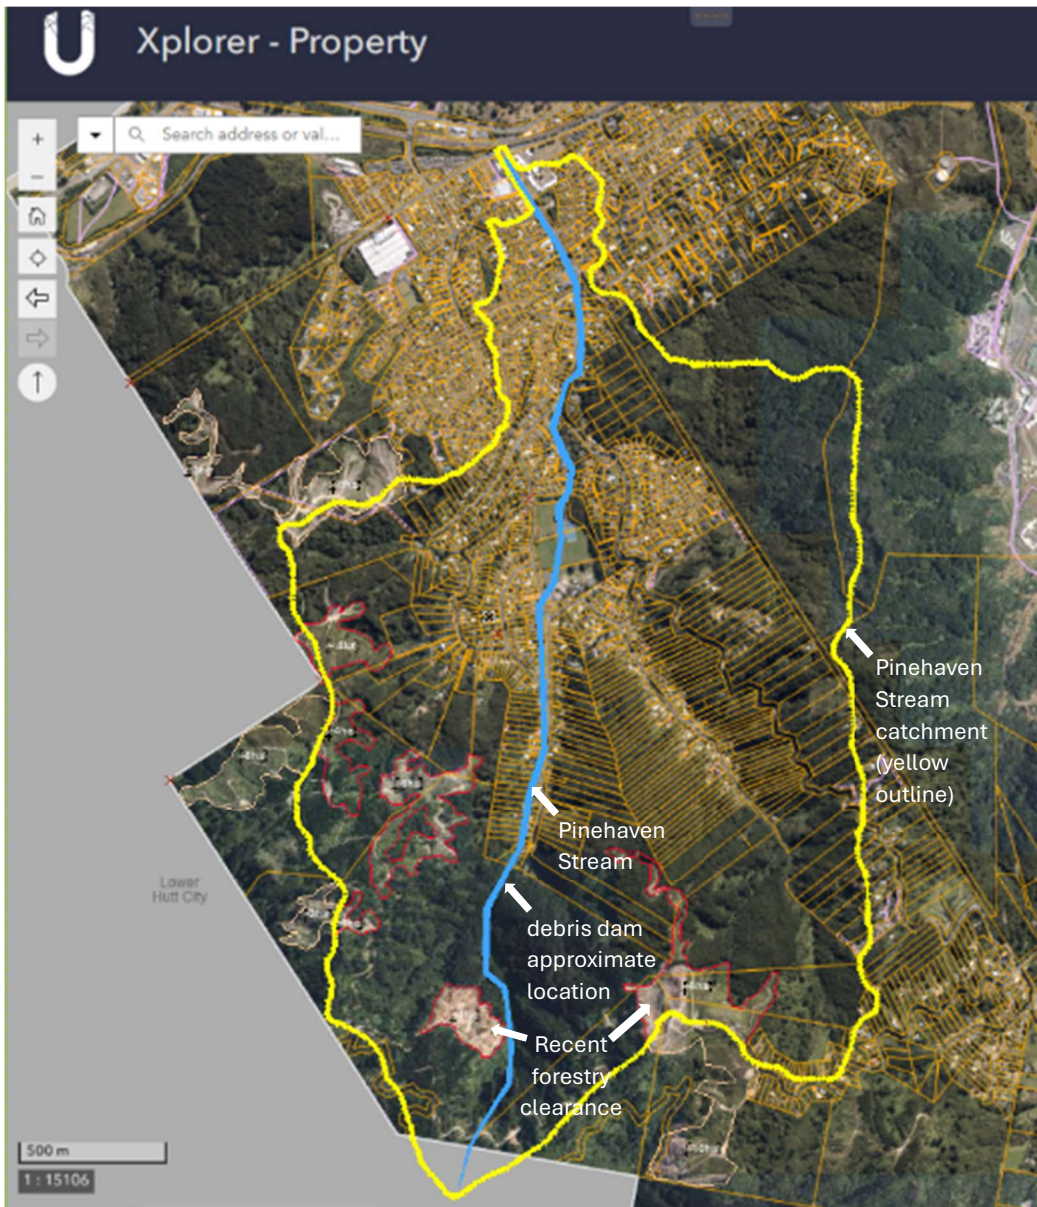 Xplorer - Property
Search address or val...
Pinehaven
Stream
catchment
(yellow
outline)
Pinehaven
Stream
Lower
Hutt City
debris dam
approximate
location
Recent
forestry
clearance
500 m
1 : 15106